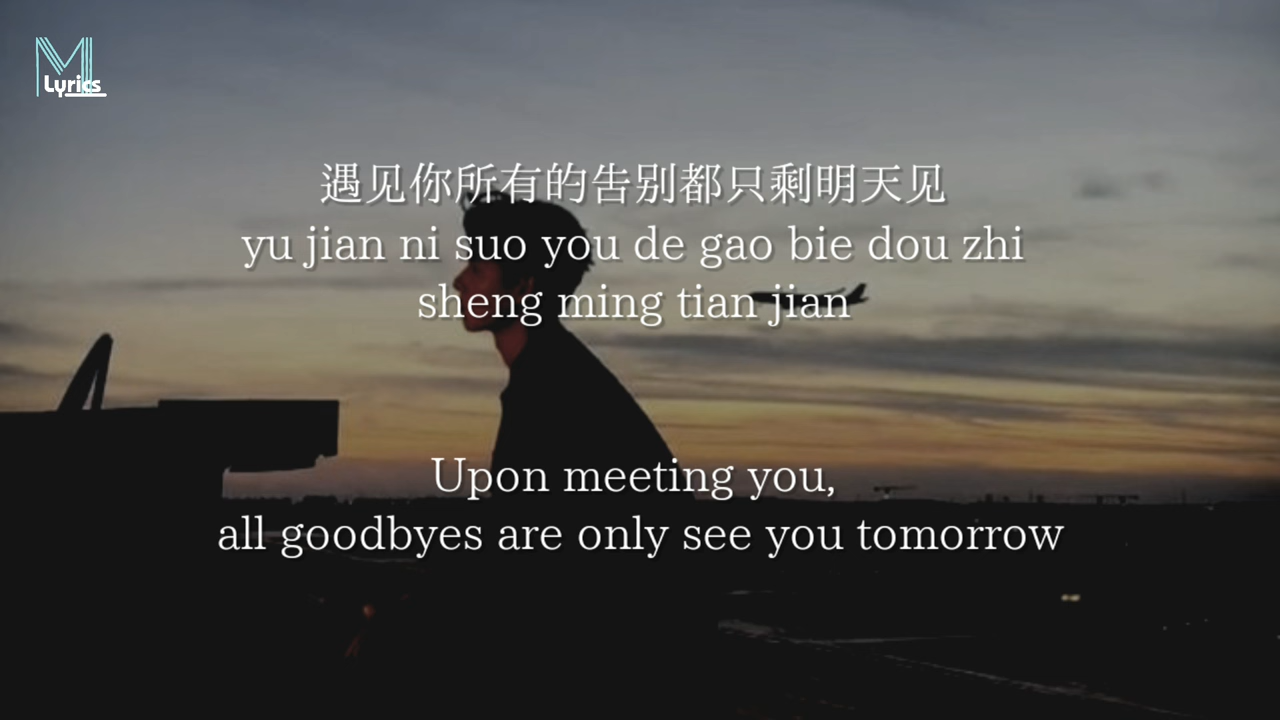 M
Lyrics
遇见你所有的告别都只剩明天见
yu jian ni suo you de gao bie dou zhi
sheng ming tian jian
Upon meeting you,
all goodbyes are only see you tomorrow